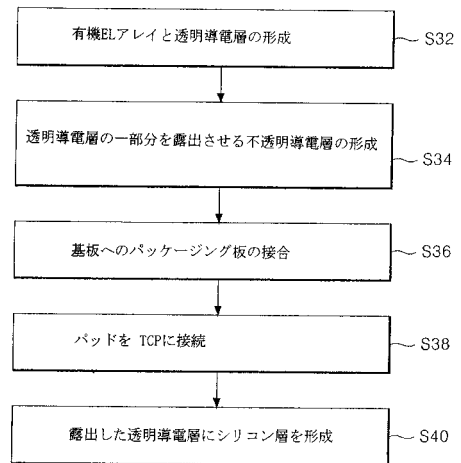 有機ELアレイと透明導電層の形成
S32
透明導電層の一部分を露出させる不透明導電層の形成
S34
基板へのパッケージング板の接合
S36
パッドを TCPに接続
S38
露出した透明導電層にシリコン層を形成
S40